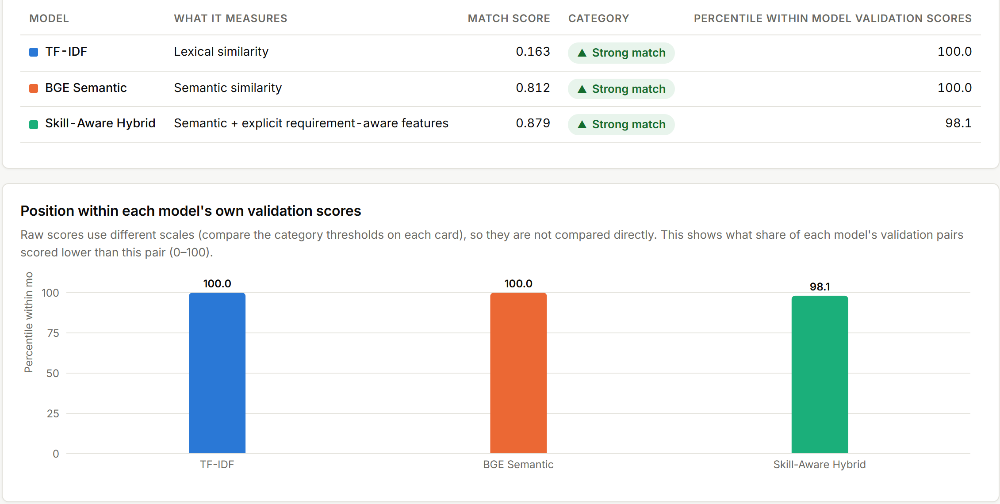 MODEL WHAT IT MEASURES MATCH SCORE CATEGORY PERCENTILE WITHIN MODEL VALIDATION SCORES
TF-IDF Lexical similarity 0.163 ▲ Strong match 100.0
BGE Semantic Semantic similarity 0.812 ▲ Strong match 100.0
Skill-Aware Hybrid Semantic + explicit requirement-aware features 0.879 ▲ Strong match 98.1
Position within each model's own validation scores
Raw scores use different scales (compare the category thresholds on each card), so they are not compared directly. This shows what share of each model's validation pairs
scored lower than this pair (0–100).
Percentile within mo
100.0 100.0 98.1
100
75
50
25
0
TF-IDF BGE Semantic Skill-Aware Hybrid